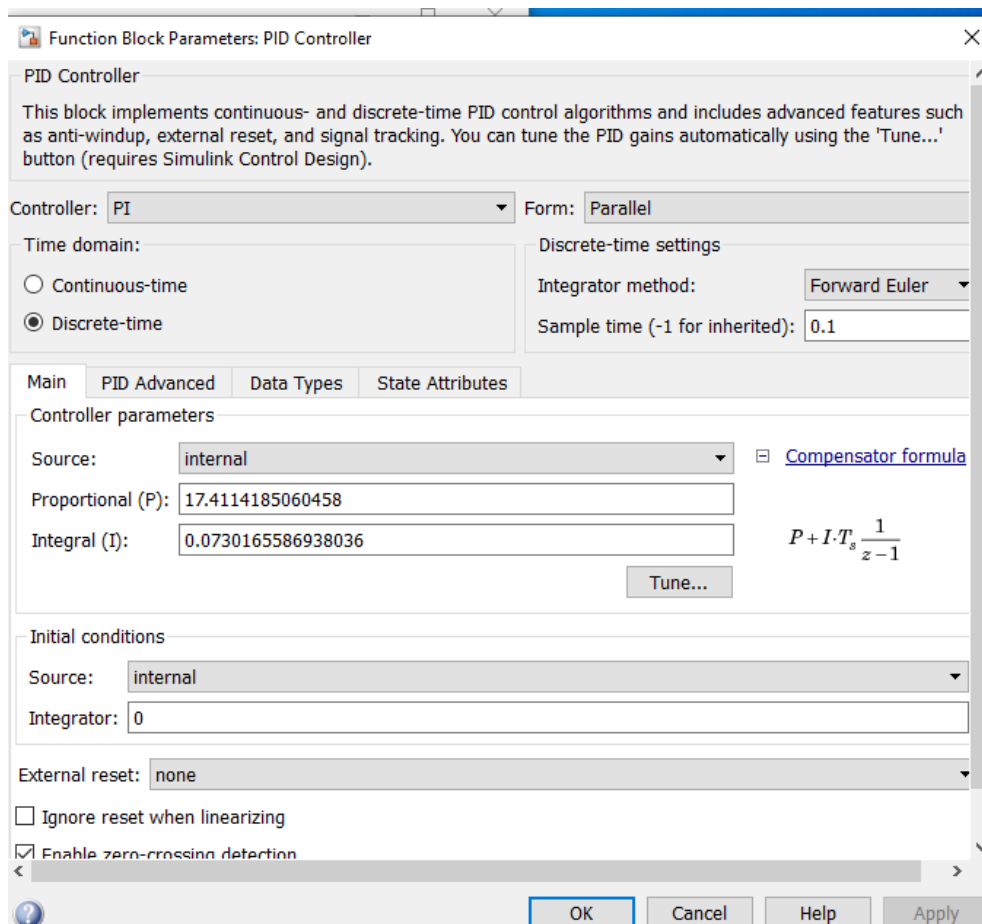 Function Block Parameters: PID Controller
PID Controller
This block implements continuous- and discrete-time PID control algorithms and includes advanced features such
as anti-windup, external reset, and signal tracking. You can tune the PID gains automatically using the 'Tune...'
button (requires Simulink Control Design).
Controller: PI Form: Parallel
Time domain: Discrete-time settings
Continuous-time Integrator method: Forward Euler
Discrete-time Sample time (-1 for inherited): 0.1
Main PID Advanced Data Types State Attributes
Controller parameters
Source: internal Compensator formula
Proportional (P): 17.4114185060458
Integral (I): 0.0730165586938036 P + I·Tₛ 1/(z−1)
Tune...
Initial conditions
Source: internal
Integrator: 0
External reset: none
Ignore reset when linearizing
Enable zero-crossing detection
OK Cancel Help Apply